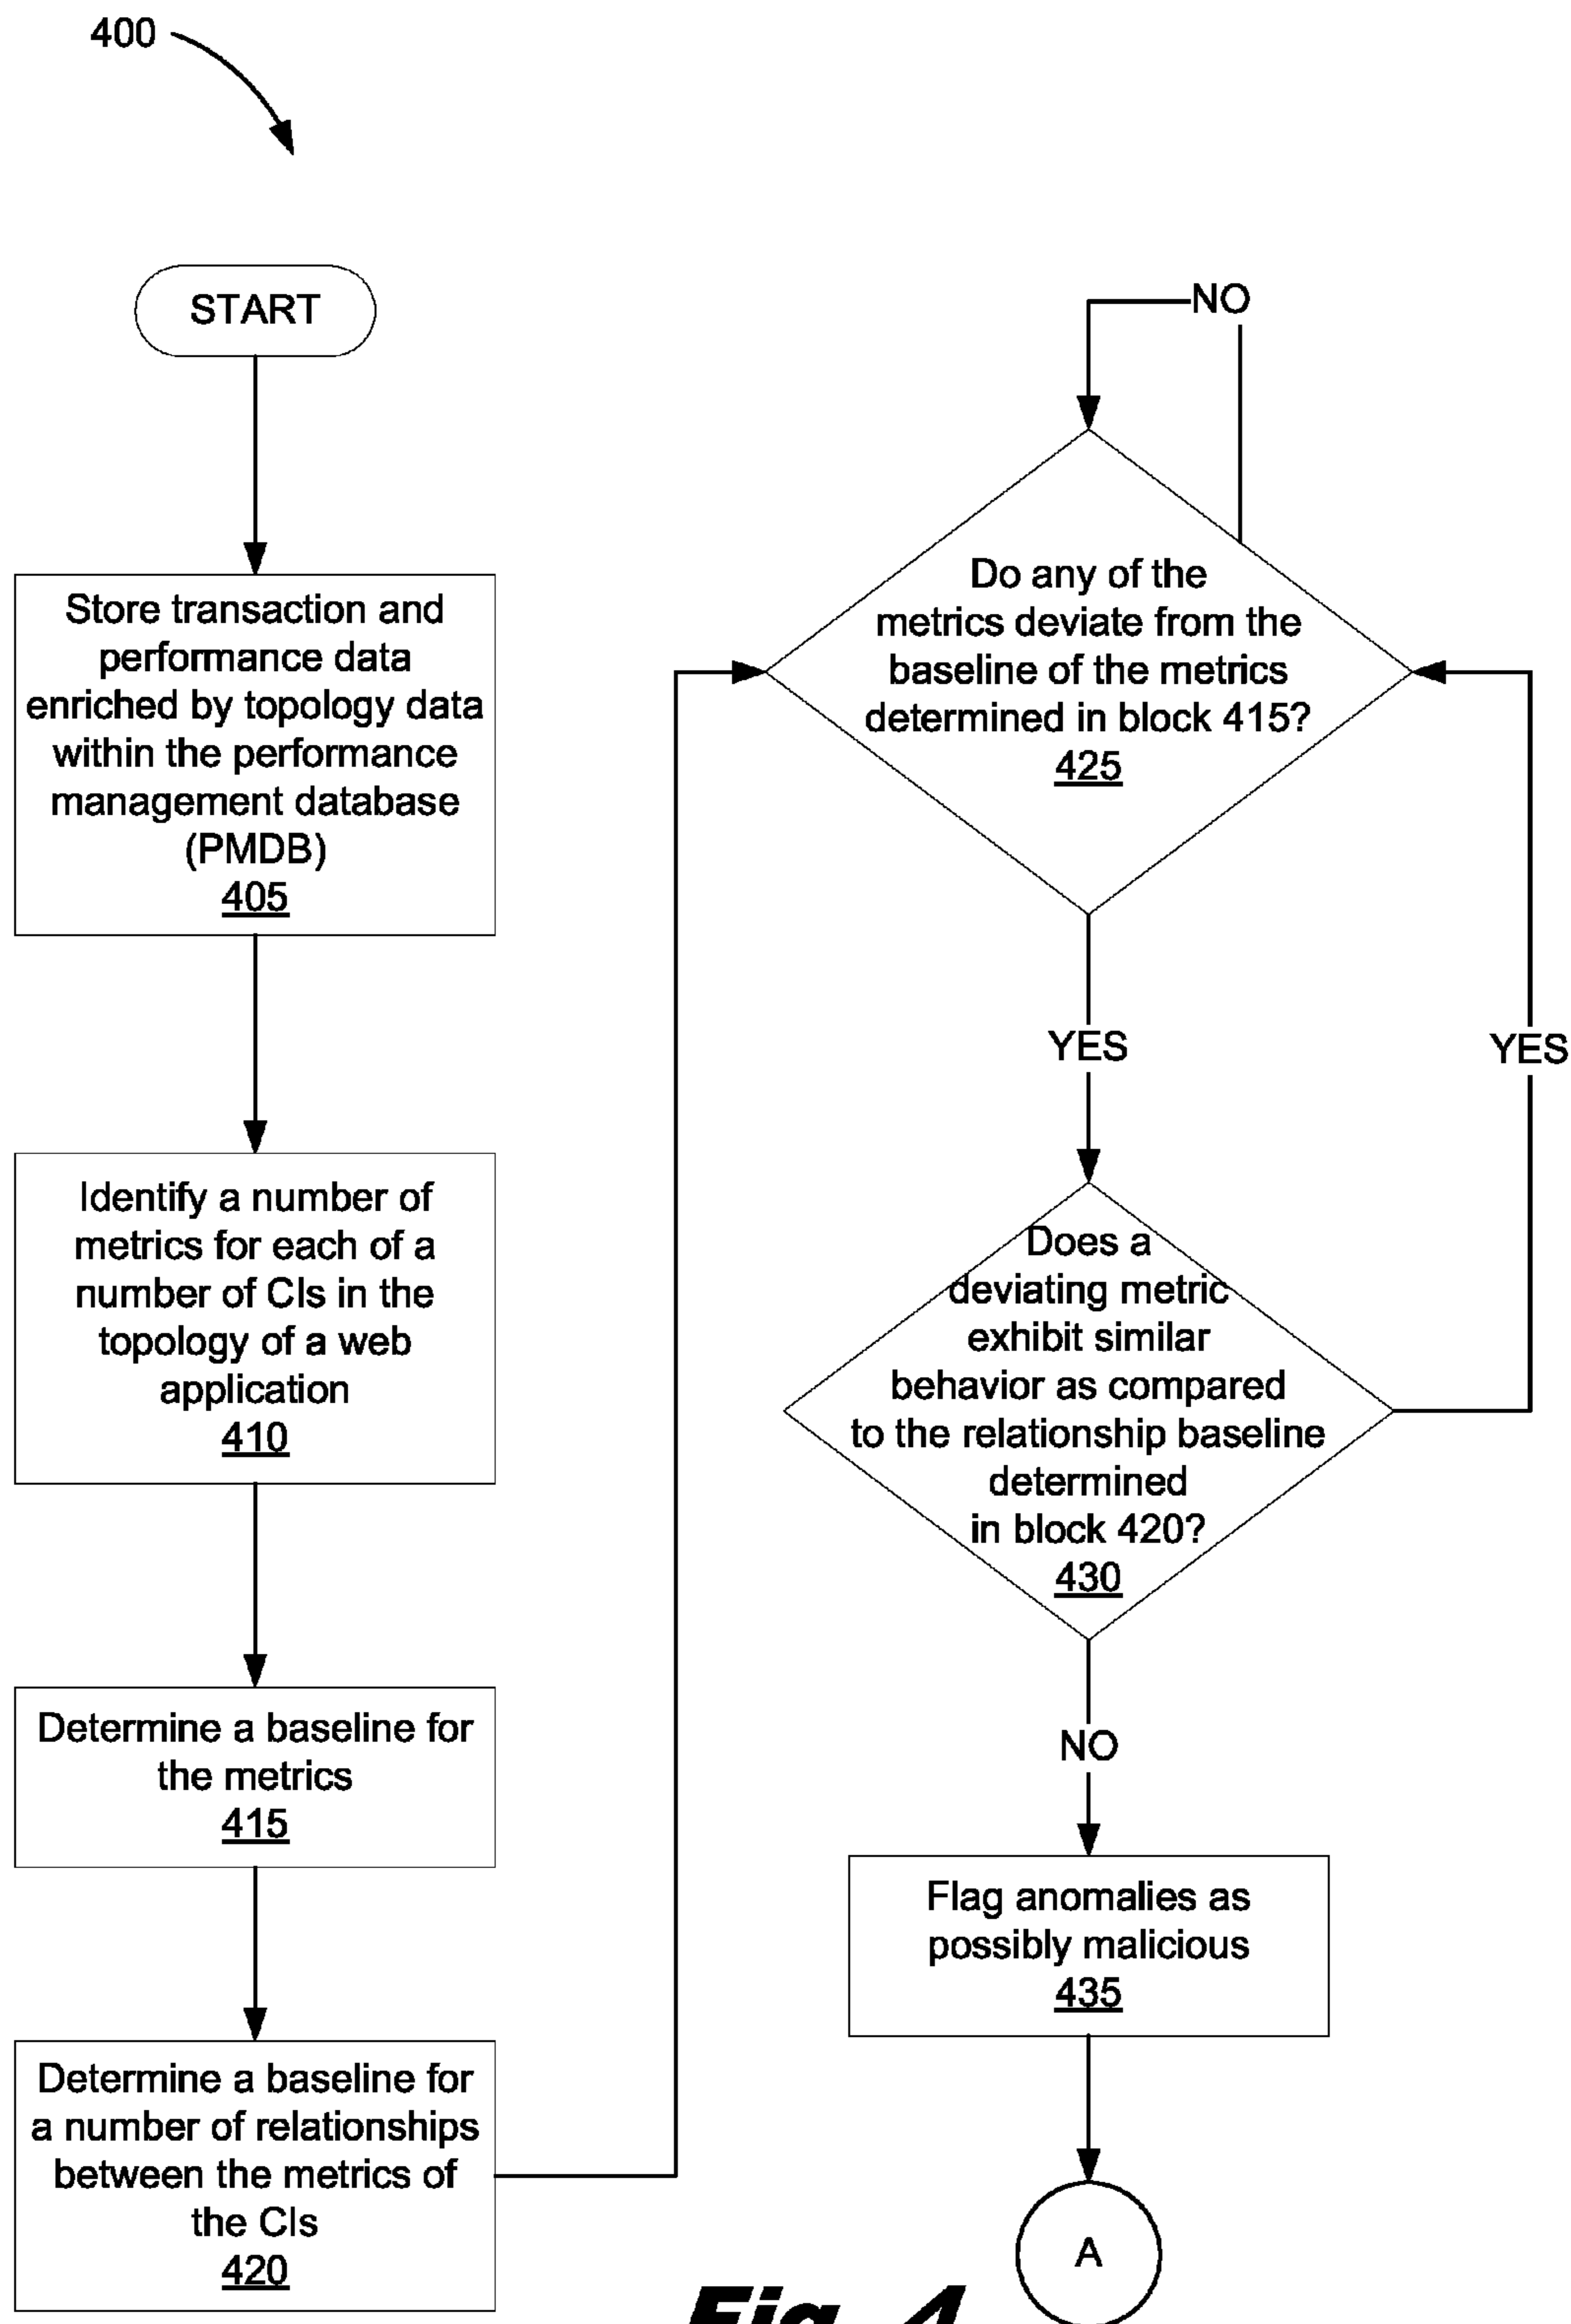 400
START
Store transaction and
performance data
enriched by topology data
within the performance
management database
(PMDB)
405
Identify a number of
metrics for each of a
number of CIs in the
topology of a web
application
410
Determine a baseline for
the metrics
415
Determine a baseline for
a number of relationships
between the metrics of
the CIs
420
NO
Do any of the
metrics deviate from the
baseline of the metrics
determined in block 415?
425
YES
YES
Does a
deviating metric
exhibit similar
behavior as compared
to the relationship baseline
determined
in block 420?
430
NO
Flag anomalies as
possibly malicious
435
A
Fig. 4